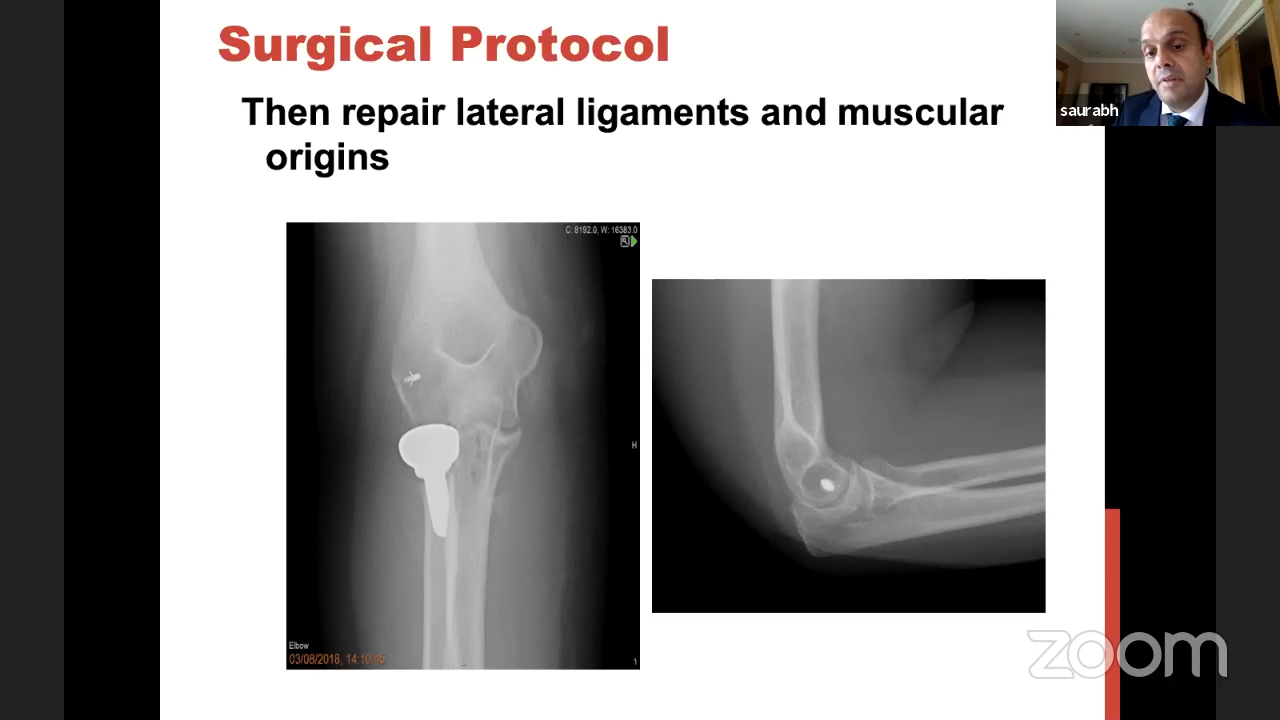 Surgical Protocol
Then repair lateral ligaments and muscular
origins
saurabh
C: 8192.0, W: 16383.0
H
Elbow
03/08/2018, 14:10:45
L
zoom